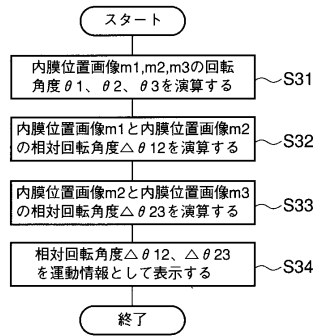 スタート
内膜位置画像m1,m2,m3の回転
角度θ1、θ2、θ3を演算する
S31
内膜位置画像m1と内膜位置画像m2
の相対回転角度△θ12を演算する
S32
内膜位置画像m2と内膜位置画像m3
の相対回転角度△θ23を演算する
S33
相対回転角度△θ12、△θ23
を運動情報として表示する
S34
終了